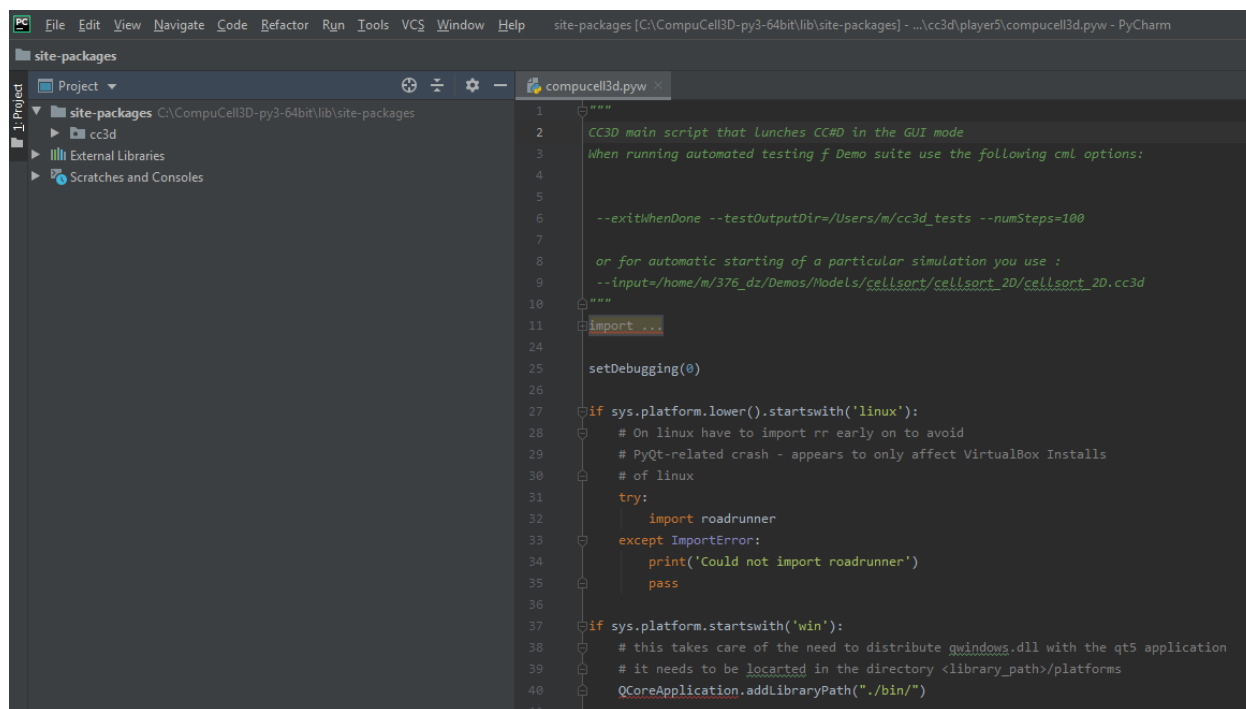 PC File Edit View Navigate Code Refactor Run Tools VCS Window Help site-packages [C:\CompuCell3D-py3-64bit\lib\site-packages] - ...\cc3d\player5\compucell3d.pyw - PyCharm
site-packages
1: Project
Project
site-packages C:\CompuCell3D-py3-64bit\lib\site-packages
cc3d
External Libraries
Scratches and Consoles
compucell3d.pyw
1 """
2 CC3D main script that lunches CC#D in the GUI mode
3 When running automated testing f Demo suite use the following cml options:
4
5
6 --exitWhenDone --testOutputDir=/Users/m/cc3d_tests --numSteps=100
7
8 or for automatic starting of a particular simulation you use :
9 --input=/home/m/376_dz/Demos/Models/cellsort/cellsort_2D/cellsort_2D.cc3d
10 """
11 import ...
24
25 setDebugging(0)
26
27 if sys.platform.lower().startswith('linux'):
28 # On linux have to import rr early on to avoid
29 # PyQt-related crash - appears to only affect VirtualBox Installs
30 # of linux
31 try:
32 import roadrunner
33 except ImportError:
34 print('Could not import roadrunner')
35 pass
36
37 if sys.platform.startswith('win'):
38 # this takes care of the need to distribute qwindows.dll with the qt5 application
39 # it needs to be locarted in the directory <library_path>/platforms
40 QCoreApplication.addLibraryPath("./bin/")